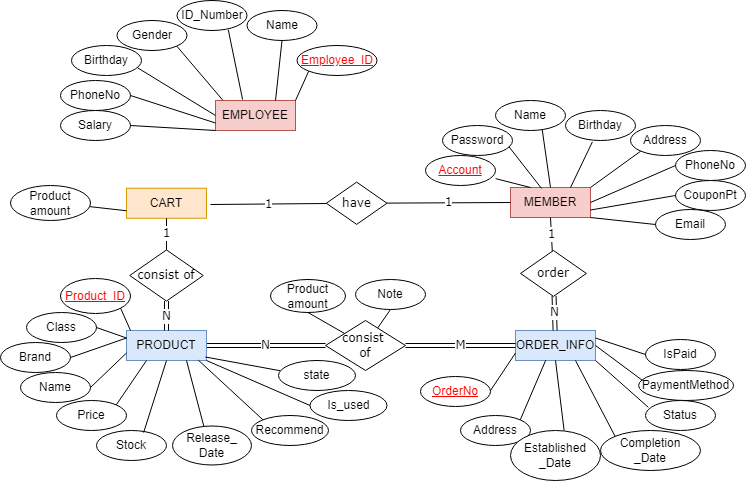 ID_Number
Name
Gender
Birthday
Employee_ID
PhoneNo
EMPLOYEE
Salary
Name
Birthday
Password
Address
Account
PhoneNo
Product
amount
CART
1
have
1
MEMBER
CouponPt
Email
1
1
consist of
order
Product_ID
Product
amount
Note
N
N
Class
PRODUCT
N
consist
of
M
ORDER_INFO
IsPaid
Brand
state
Name
OrderNo
PaymentMethod
Price
Is_used
Status
Stock
Release_
Date
Recommend
Address
Established
_Date
Completion
_Date